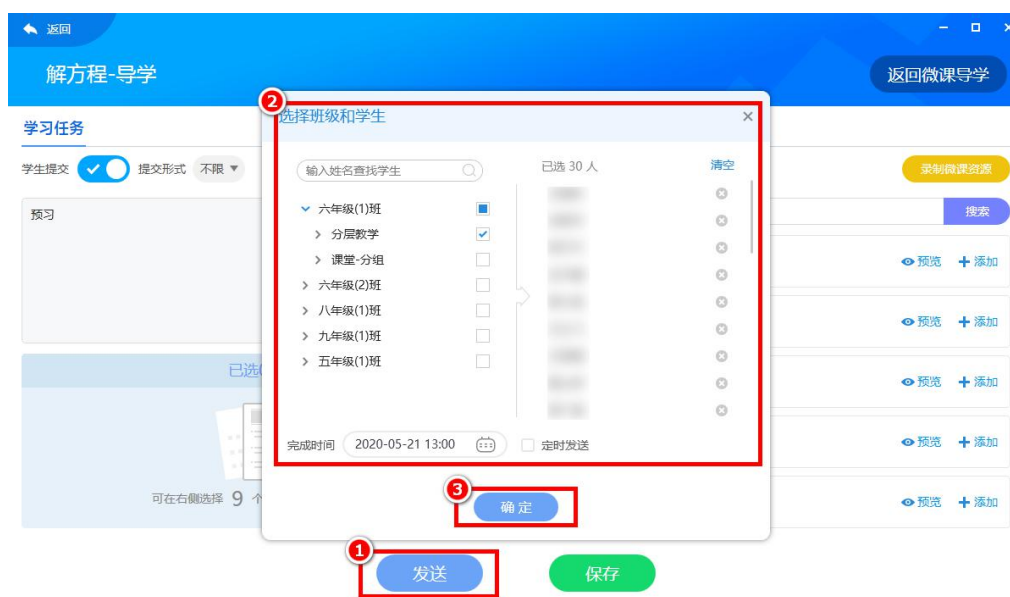 返回
解方程-导学
返回微课导学
学习任务
学生提交 提交形式 不限
录制微课资源
预习
搜索
预览 添加
预览 添加
预览 添加
预览 添加
预览 添加
已选
可在右侧选择 9 个
2
选择班级和学生
输入姓名查找学生
已选 30 人
清空
六年级(1)班
分层教学
课堂-分组
六年级(2)班
八年级(1)班
九年级(1)班
五年级(1)班
完成时间 2020-05-21 13:00 定时发送
3
确定
1
发送
保存